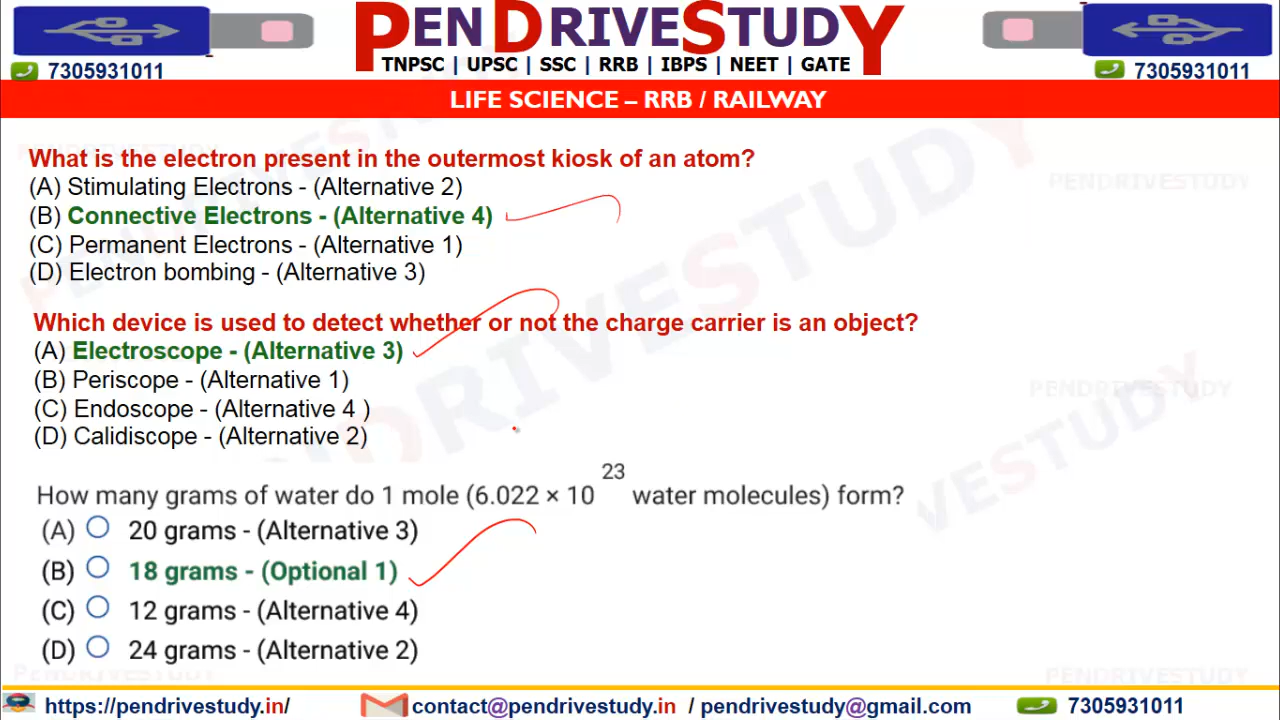 PENDRIVESTUDY
TNPSC | UPSC | SSC | RRB | IBPS | NEET | GATE
7305931011
7305931011
LIFE SCIENCE – RRB / RAILWAY
What is the electron present in the outermost kiosk of an atom?
(A) Stimulating Electrons - (Alternative 2)
(B) Connective Electrons - (Alternative 4)
(C) Permanent Electrons - (Alternative 1)
(D) Electron bombing - (Alternative 3)
Which device is used to detect whether or not the charge carrier is an object?
(A) Electroscope - (Alternative 3)
(B) Periscope - (Alternative 1)
(C) Endoscope - (Alternative 4 )
(D) Calidiscope - (Alternative 2)
How many grams of water do 1 mole (6.022 × 10 23 water molecules) form?
(A) 20 grams - (Alternative 3)
(B) 18 grams - (Optional 1)
(C) 12 grams - (Alternative 4)
(D) 24 grams - (Alternative 2)
PENDRIVESTUDY
PENDRIVESTUDY
PENDRIVESTUDY
PENDRIVESTUDY
https://pendrivestudy.in/ contact@pendrivestudy.in / pendrivestudy@gmail.com 7305931011